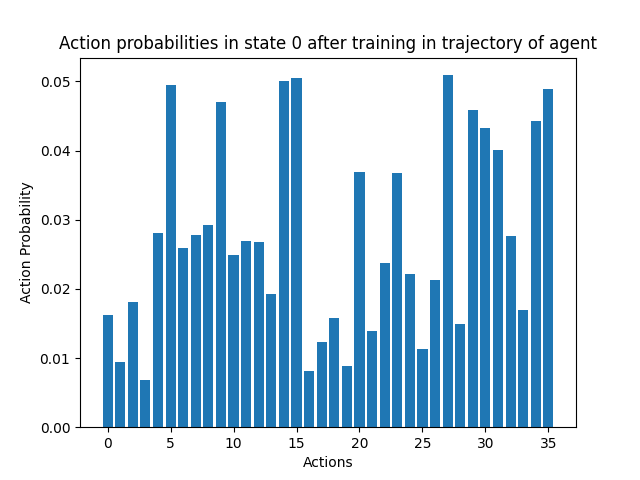 Action probabilities in state 0 after training in trajectory of agent
0.05
0.04
0.03
0.02
0.01
0.00
Action Probability
0 5 10 15 20 25 30 35
Actions